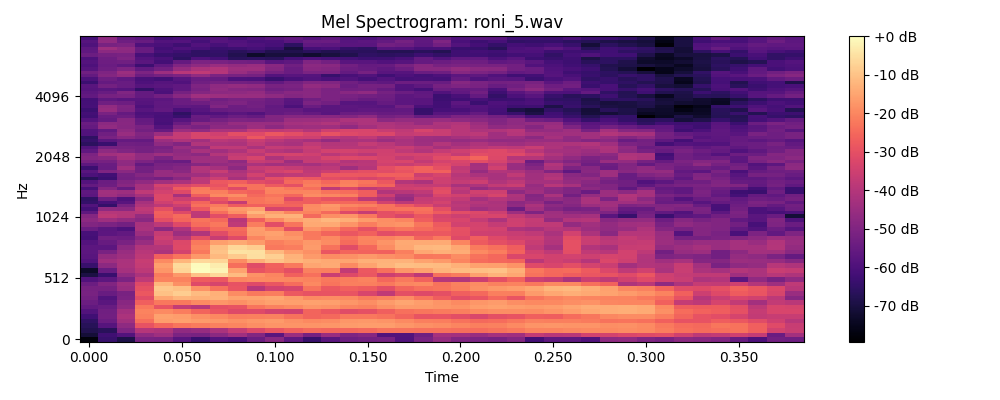 Mel Spectrogram: roni_5.wav
Hz
4096
2048
1024
512
0
0.000 0.050 0.100 0.150 0.200 0.250 0.300 0.350
Time
+0 dB
-10 dB
-20 dB
-30 dB
-40 dB
-50 dB
-60 dB
-70 dB